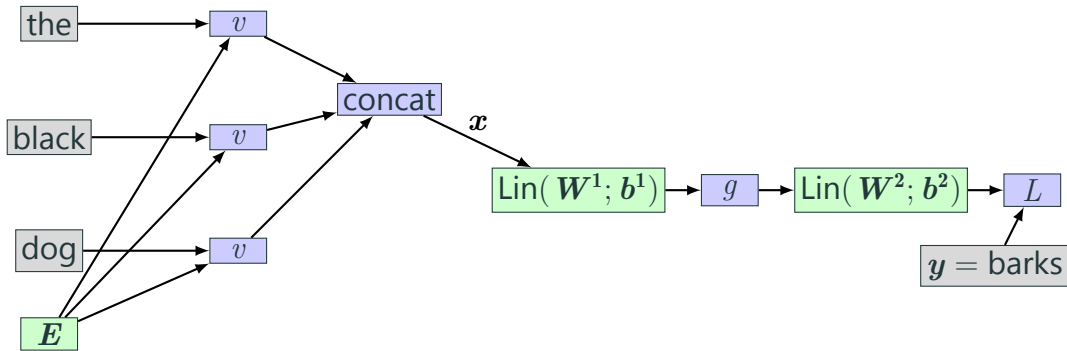 the
v
black
v
concat
x
dog
v
E
Lin( W¹; b¹)
g
Lin( W²; b²)
L
y = barks